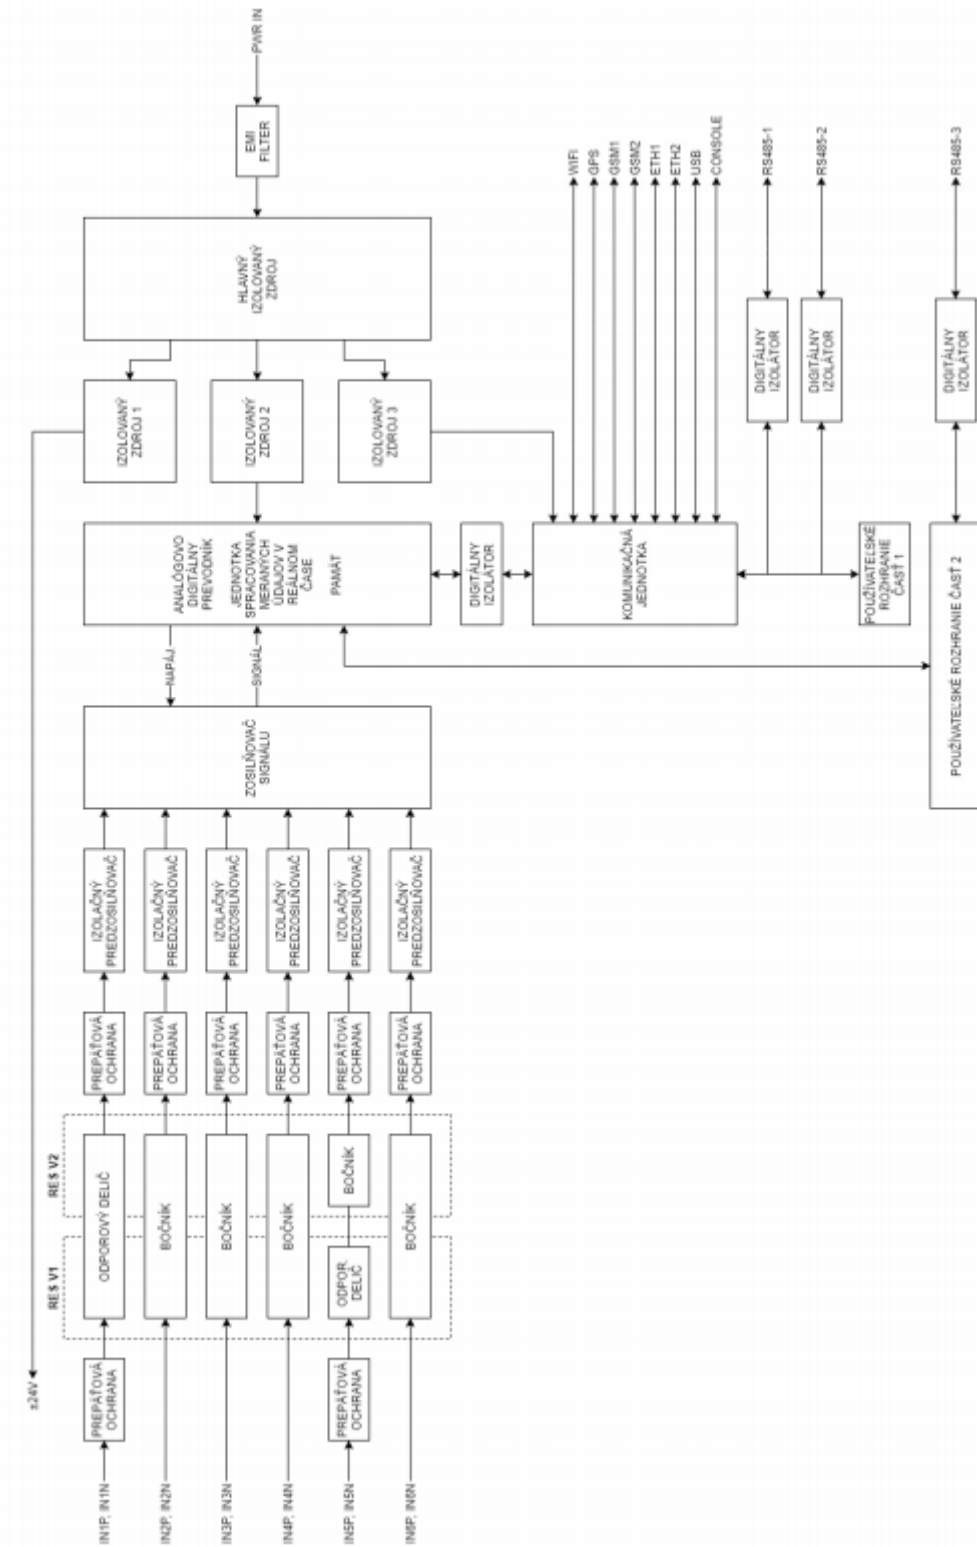 IN1P, IN1N
IN2P, IN2N
IN3P, IN3N
IN4P, IN4N
IN5P, IN5N
IN6P, IN6N
±24V
PREPÄŤOVÁ
OCHRANA
PREPÄŤOVÁ
OCHRANA
RES V1
RES V2
ODPOROVÝ DELIČ
BOČNÍK
BOČNÍK
BOČNÍK
ODPOR.
DELIČ
BOČNÍK
BOČNÍK
PREPÄŤOVÁ
OCHRANA
PREPÄŤOVÁ
OCHRANA
PREPÄŤOVÁ
OCHRANA
PREPÄŤOVÁ
OCHRANA
PREPÄŤOVÁ
OCHRANA
PREPÄŤOVÁ
OCHRANA
IZOLAČNÝ
PREDZOSILŇOVAČ
IZOLAČNÝ
PREDZOSILŇOVAČ
IZOLAČNÝ
PREDZOSILŇOVAČ
IZOLAČNÝ
PREDZOSILŇOVAČ
IZOLAČNÝ
PREDZOSILŇOVAČ
IZOLAČNÝ
PREDZOSILŇOVAČ
ZOSILŇOVAČ
SIGNÁLU
NAPÁJ.
SIGNÁL
ANALÓGOVO
DIGITÁLNY
PREVODNÍK
JEDNOTKA
SPRACOVANIA
MERANÝCH
ÚDAJOV V
REÁLNOM
ČASE
PAMÄŤ
IZOLOVANÝ
ZDROJ 1
IZOLOVANÝ
ZDROJ 2
IZOLOVANÝ
ZDROJ 3
HLAVNÝ
IZOLOVANÝ
ZDROJ
EMI
FILTER
PWR IN
DIGITÁLNY
IZOLÁTOR
KOMUNIKAČNÁ
JEDNOTKA
WIFI
GPS
GSM1
GSM2
ETH1
ETH2
USB
CONSOLE
DIGITÁLNY
IZOLÁTOR
RS485-1
DIGITÁLNY
IZOLÁTOR
RS485-2
POUŽÍVATEĽSKÉ
ROZHRANIE
ČASŤ 1
POUŽÍVATEĽSKÉ ROZHRANIE ČASŤ 2
DIGITÁLNY
IZOLÁTOR
RS485-3